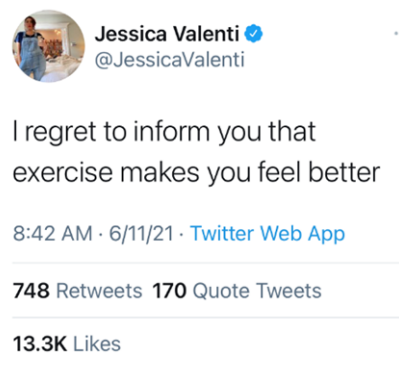 Jessica Valenti
@JessicaValenti
I regret to inform you that
exercise makes you feel better
8:42 AM · 6/11/21 · Twitter Web App
748 Retweets 170 Quote Tweets
13.3K Likes